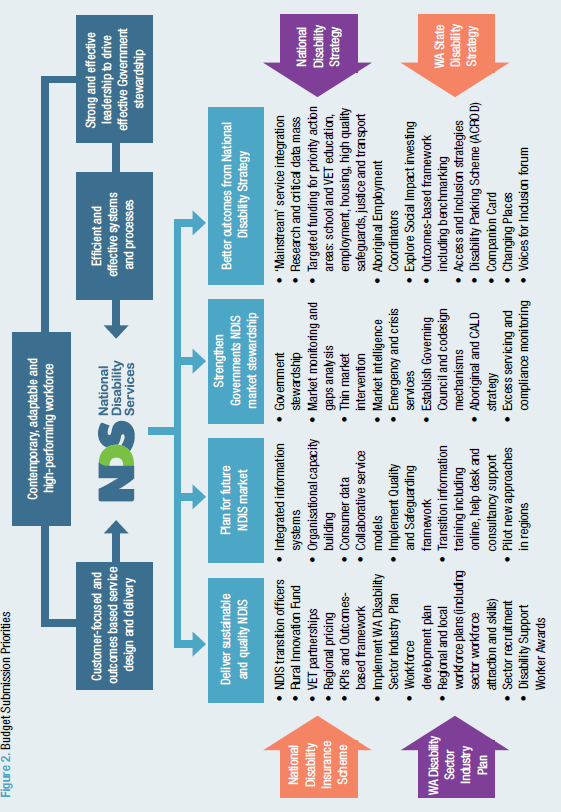 Figure 2. Budget Submission Priorities
Contemporary, adaptable and
high-performing workforce
Customer-focused and
outcomes based service
design and delivery
NDS National
Disability
Services
Efficient and
effective systems
and processes
Strong and effective
leadership to drive
effective Government
stewardship
National
Disability
Insurance
Scheme
WA Disability
Sector
Industry
Plan
Deliver sustainable
and quality NDIS
• NDIS transition officers
• Rural Innovation Fund
• VET partnerships
• Regional pricing
• KPIs and Outcomes-
based framework
• Implement WA Disability
Sector Industry Plan
• Workforce
development plan
• Regional and local
workforce plans (including
sector workforce
attraction and skills)
• Sector recruitment
• Disability Support
Worker Awards
Plan for future
NDIS market
• Integrated information
systems
• Organisational capacity
building
• Consumer data
• Collaborative service
models
• Implement Quality
and Safeguarding
framework
• Transition information
training including
online, help desk and
consultancy support
• Pilot new approaches
in regions
Strengthen
Governments NDIS
market stewardship
• Government
stewardship
• Market monitoring and
gaps analysis
• Thin market
intervention
• Market intelligence
• Emergency and crisis
services
• Establish Governing
Council and codesign
mechanisms
• Aboriginal and CALD
strategy
• Excess servicing and
compliance monitoring
Better outcomes from National
Disability Strategy
• 'Mainstream' service integration
• Research and critical data mass
• Targeted funding for priority action
areas: school and VET education,
employment, housing, high quality
safeguards, justice and transport
• Aboriginal Employment
Coordinators
• Explore Social Impact investing
• Outcomes-based framework
including benchmarking
• Access and Inclusion strategies
• Disability Parking Scheme (ACROD)
• Companion Card
• Changing Places
• Voices for Inclusion forum
National
Disability
Strategy
WA State
Disability
Strategy